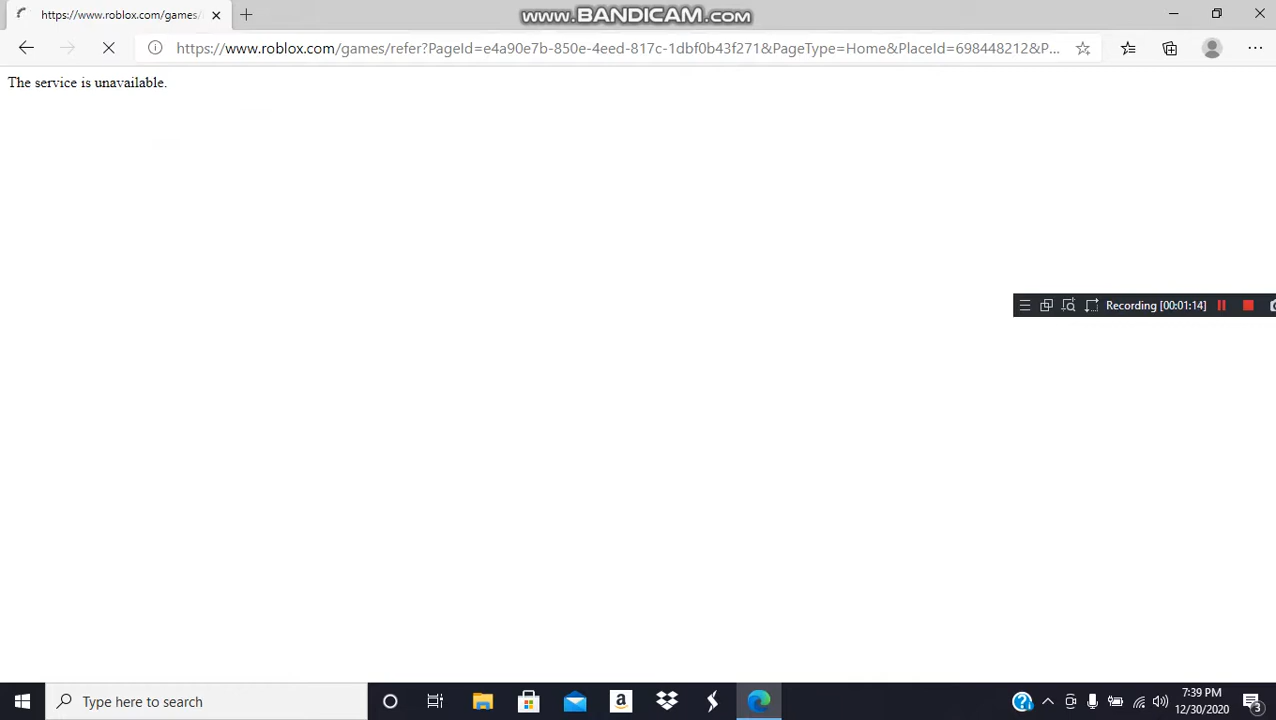 https://www.roblox.com/games/
www.BANDICAM.com
https://www.roblox.com/games/refer?PageId=e4a90e7b-850e-4eed-817c-1dbf0b43f271&PageType=Home&PlaceId=698448212&P...
The service is unavailable.
Recording [00:01:14]
Type here to search
7:39 PM
12/30/2020
3